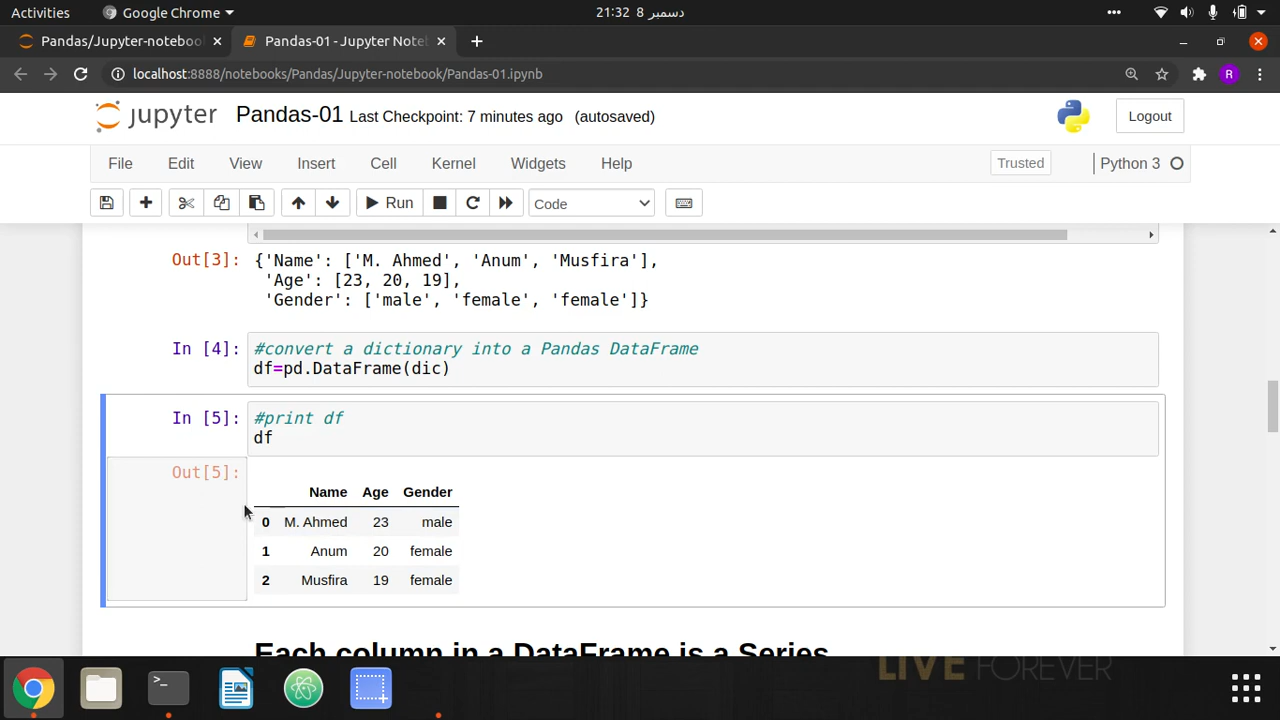 Activities Google Chrome 21:32 8 دسمبر
Pandas/Jupyter-noteboo Pandas-01 - Jupyter Note
localhost:8888/notebooks/Pandas/Jupyter-notebook/Pandas-01.ipynb R
jupyter Pandas-01 Last Checkpoint: 7 minutes ago (autosaved) Logout
File Edit View Insert Cell Kernel Widgets Help Trusted Python 3
Run Code
Out[3]: {'Name': ['M. Ahmed', 'Anum', 'Musfira'],
'Age': [23, 20, 19],
'Gender': ['male', 'female', 'female']}
In [4]: #convert a dictionary into a Pandas DataFrame
df=pd.DataFrame(dic)
In [5]: #print df
df
Out[5]:
Name Age Gender
0 M. Ahmed 23 male
1 Anum 20 female
2 Musfira 19 female
Each column in a DataFrame is a Series
LIVE FOREVER
>_